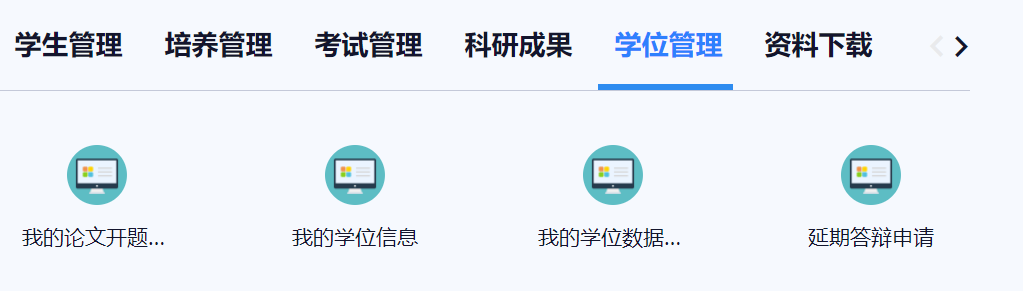 学生管理 培养管理 考试管理 科研成果 学位管理 资料下载
我的论文开题... 我的学位信息 我的学位数据... 延期答辩申请